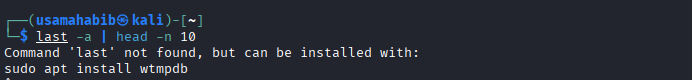 ┌──(usamahabib㉿kali)-[~]
└─$ last -a | head -n 10
Command 'last' not found, but can be installed with:
sudo apt install wtmpdb